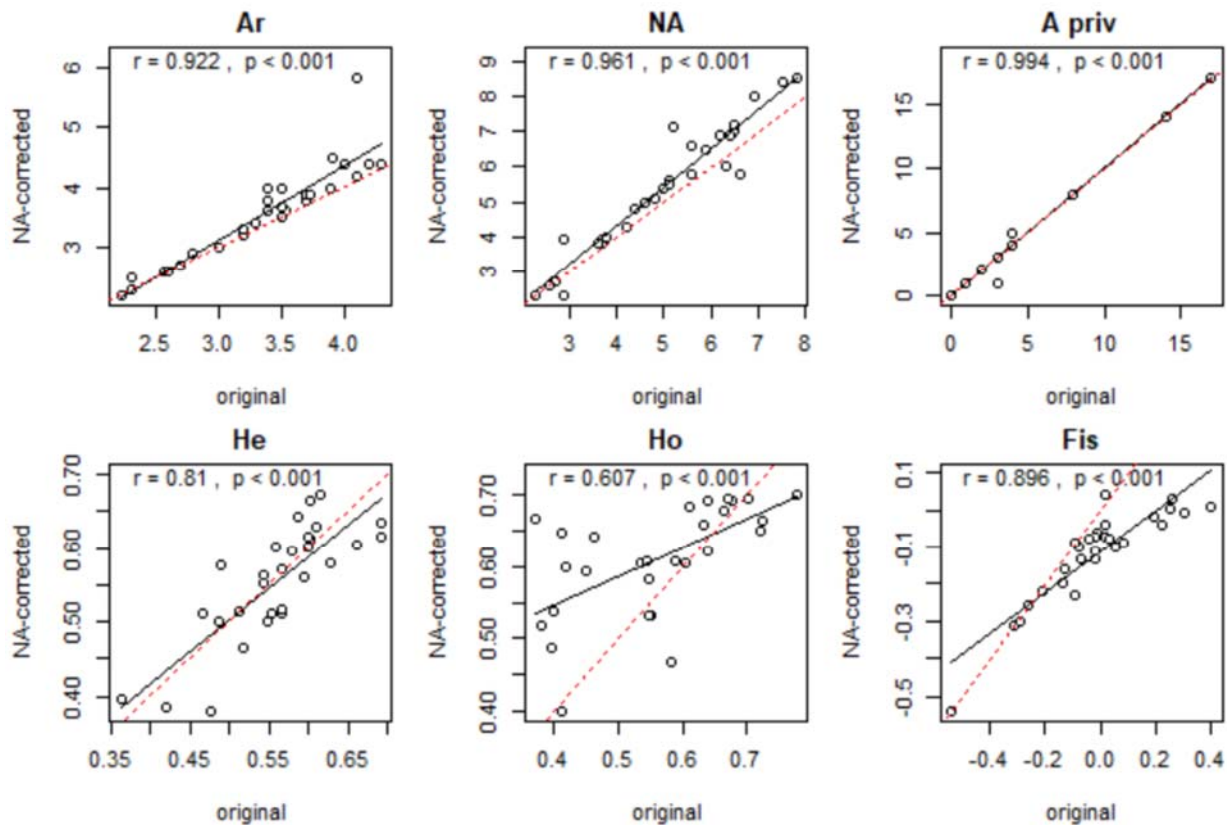 Ar
r = 0.922 , p < 0.001
NA-corrected
6
5
4
3
2.5 3.0 3.5 4.0
original
NA
r = 0.961 , p < 0.001
NA-corrected
9
8
7
6
5
4
3
3 4 5 6 7 8
original
A priv
r = 0.994 , p < 0.001
NA-corrected
15
10
5
0
0 5 10 15
original
He
r = 0.81 , p < 0.001
NA-corrected
0.70
0.60
0.50
0.40
0.35 0.45 0.55 0.65
original
Ho
r = 0.607 , p < 0.001
NA-corrected
0.70
0.60
0.50
0.40
0.4 0.5 0.6 0.7
original
Fis
r = 0.896 , p < 0.001
NA-corrected
0.1
-0.1
-0.3
-0.5
-0.4 -0.2 0.0 0.2 0.4
original